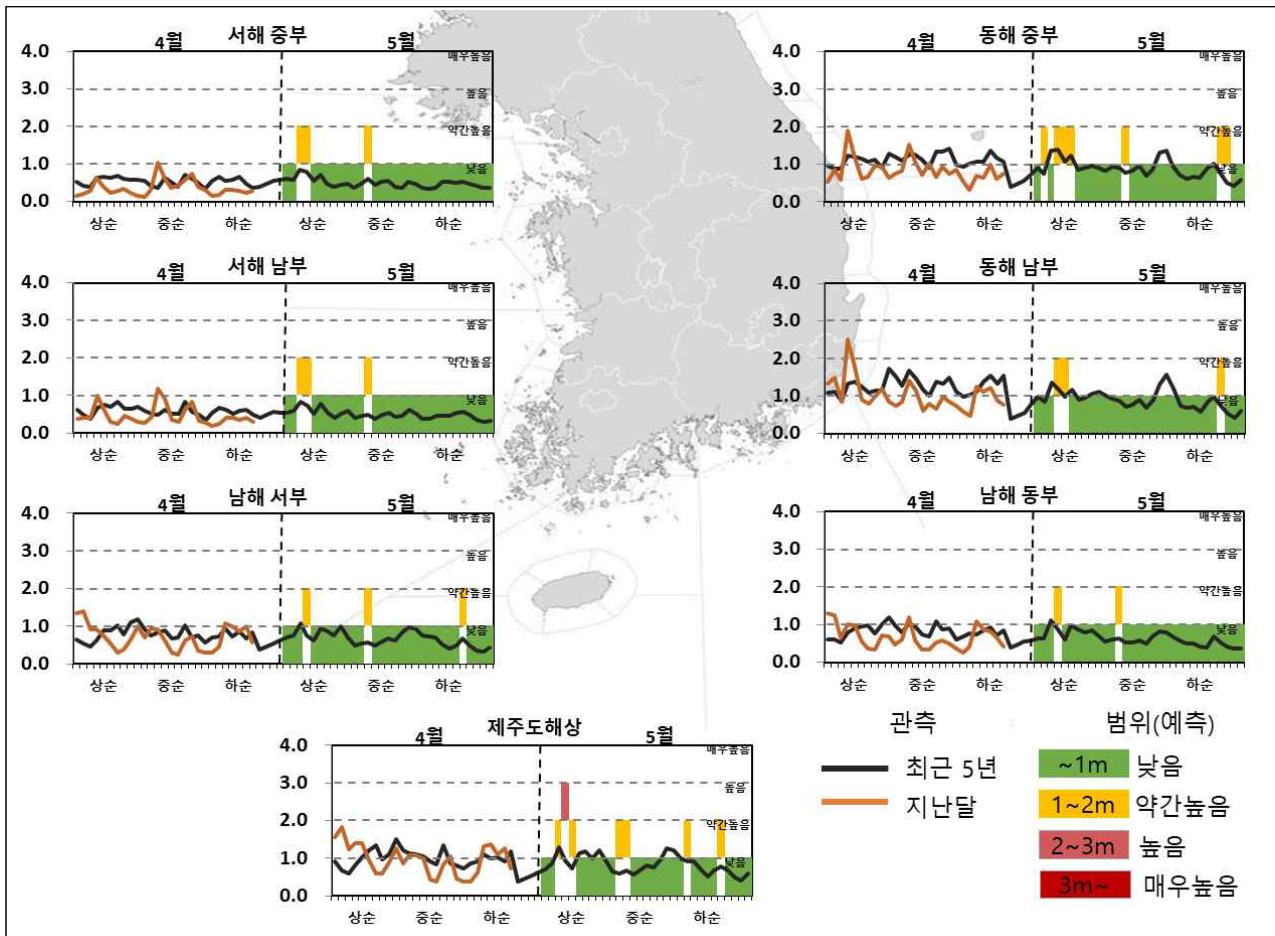 서해 중부
4월 5월
4.0 매우높음
3.0 높음
2.0 약간높음
1.0 낮음
0.0
상순 중순 하순 상순 중순 하순
동해 중부
4월 5월
4.0 매우높음
3.0 높음
2.0 약간높음
1.0 낮음
0.0
상순 중순 하순 상순 중순 하순
서해 남부
4월 5월
4.0 매우높음
3.0 높음
2.0 약간높음
1.0 낮음
0.0
상순 중순 하순 상순 중순 하순
동해 남부
4월 5월
4.0 매우높음
3.0 높음
2.0 약간높음
1.0 낮음
0.0
상순 중순 하순 상순 중순 하순
남해 서부
4월 5월
4.0 매우높음
3.0 높음
2.0 약간높음
1.0 낮음
0.0
상순 중순 하순 상순 중순 하순
남해 동부
4월 5월
4.0 매우높음
3.0 높음
2.0 약간높음
1.0 낮음
0.0
상순 중순 하순 상순 중순 하순
제주도해상
4월 5월
4.0 매우높음
3.0 높음
2.0 약간높음
1.0 낮음
0.0
상순 중순 하순 상순 중순 하순
관측 범위(예측)
최근 5년 ~1m 낮음
지난달 1~2m 약간높음
2~3m 높음
3m~ 매우높음